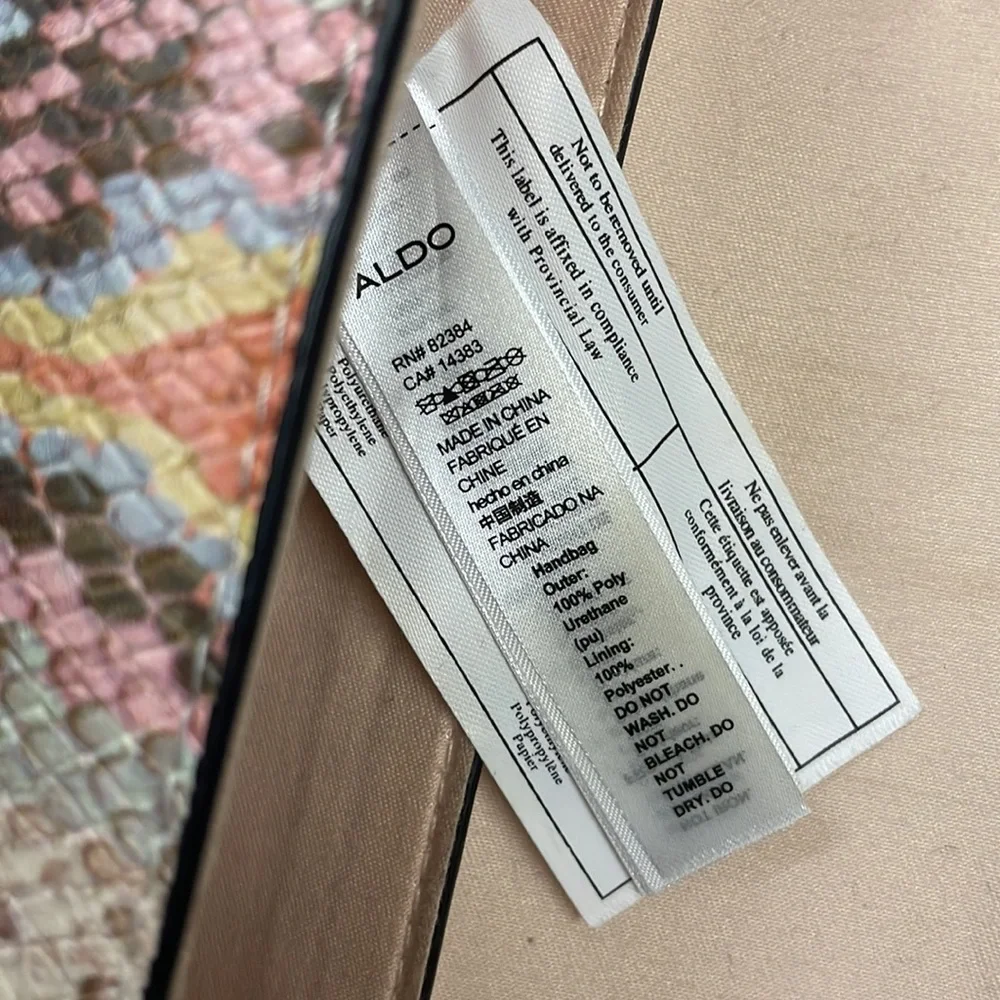 ALDO
RN# 82384
CA# 14383
MADE IN CHINA
FABRIQUÉ EN
CHINE
hecho en china
中国制造
FABRICADO NA
CHINA
Handbag
Outer:
100% Poly
Urethane
(pu)
Lining:
100%
Polyester. .
DO NOT
WASH. DO
NOT
BLEACH. DO
NOT
TUMBLE
DRY. DO
Not to be removed until
delivered to the consumer
This label is affixed in compliance
with Provincial Law
Ne pas enlever avant la
livraison au consommateur
Cette étiquette est apposée
conformément à la loi de la
province
Polyurethane
Polyethylene
Polypropylène
Papier